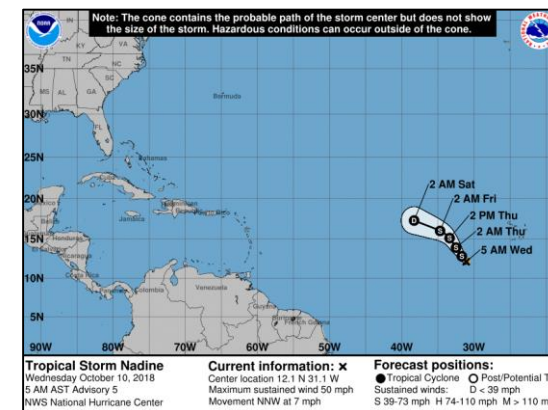 Note: The cone contains the probable path of the storm center but does not show
the size of the storm. Hazardous conditions can occur outside of the cone.
NOAA
IN
KY
VA
TN
NC
SC
MS AL GA
FL
35N
30N
25N
20N
15N
10N
5N
Bermuda
Bahamas
Cuba
Jamaica
Honduras
Nicaragua
Costa Rica
Panama
Colombia
Venezuela
Guyana
Suriname
French Guiana
2 AM Sat
2 AM Fri
2 PM Thu
2 AM Thu
5 AM Wed
D
S
S
S
S
90W 80W 70W 60W 50W 40W 30W
Tropical Storm Nadine
Wednesday October 10, 2018
5 AM AST Advisory 5
NWS National Hurricane Center
Current information: x
Center location 12.1 N 31.1 W
Maximum sustained wind 50 mph
Movement NNW at 7 mph
Forecast positions:
● Tropical Cyclone ○ Post/Potential T
Sustained winds: D < 39 mph
S 39-73 mph H 74-110 mph M > 110 m